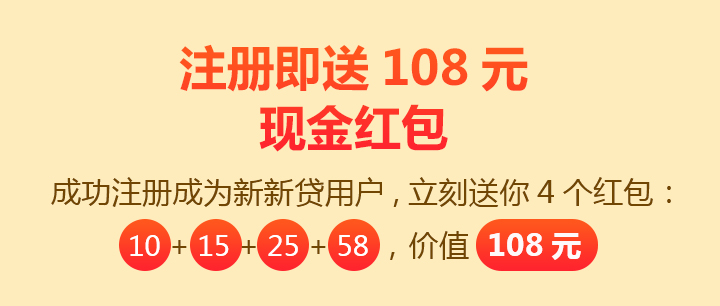 注册即送 108 元
现金红包
成功注册成为新新贷用户，立刻送你 4 个红包：
10+15+25+58，价值 108 元